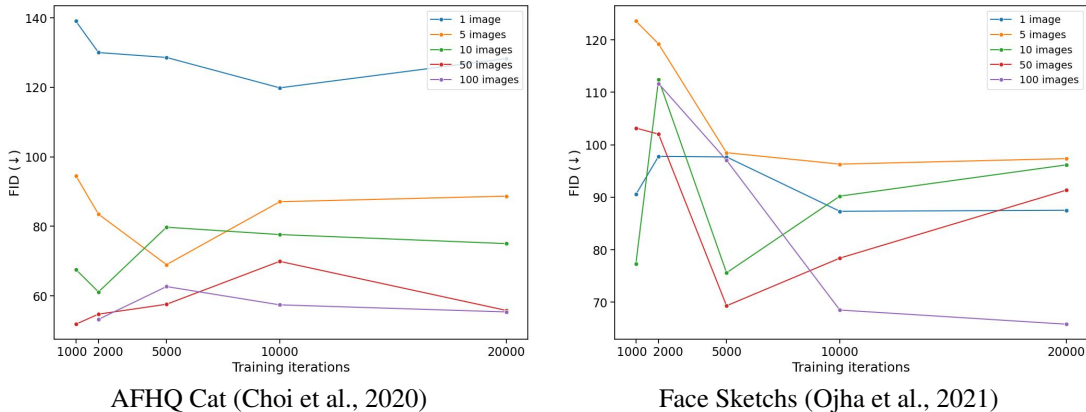 140
120
100
80
60
FID (↓)
1 image
5 images
10 images
50 images
100 images
1000 2000 5000 10000 20000
Training iterations
AFHQ Cat (Choi et al., 2020)
120
110
100
90
80
70
FID (↓)
1 image
5 images
10 images
50 images
100 images
1000 2000 5000 10000 20000
Training iterations
Face Sketchs (Ojha et al., 2021)